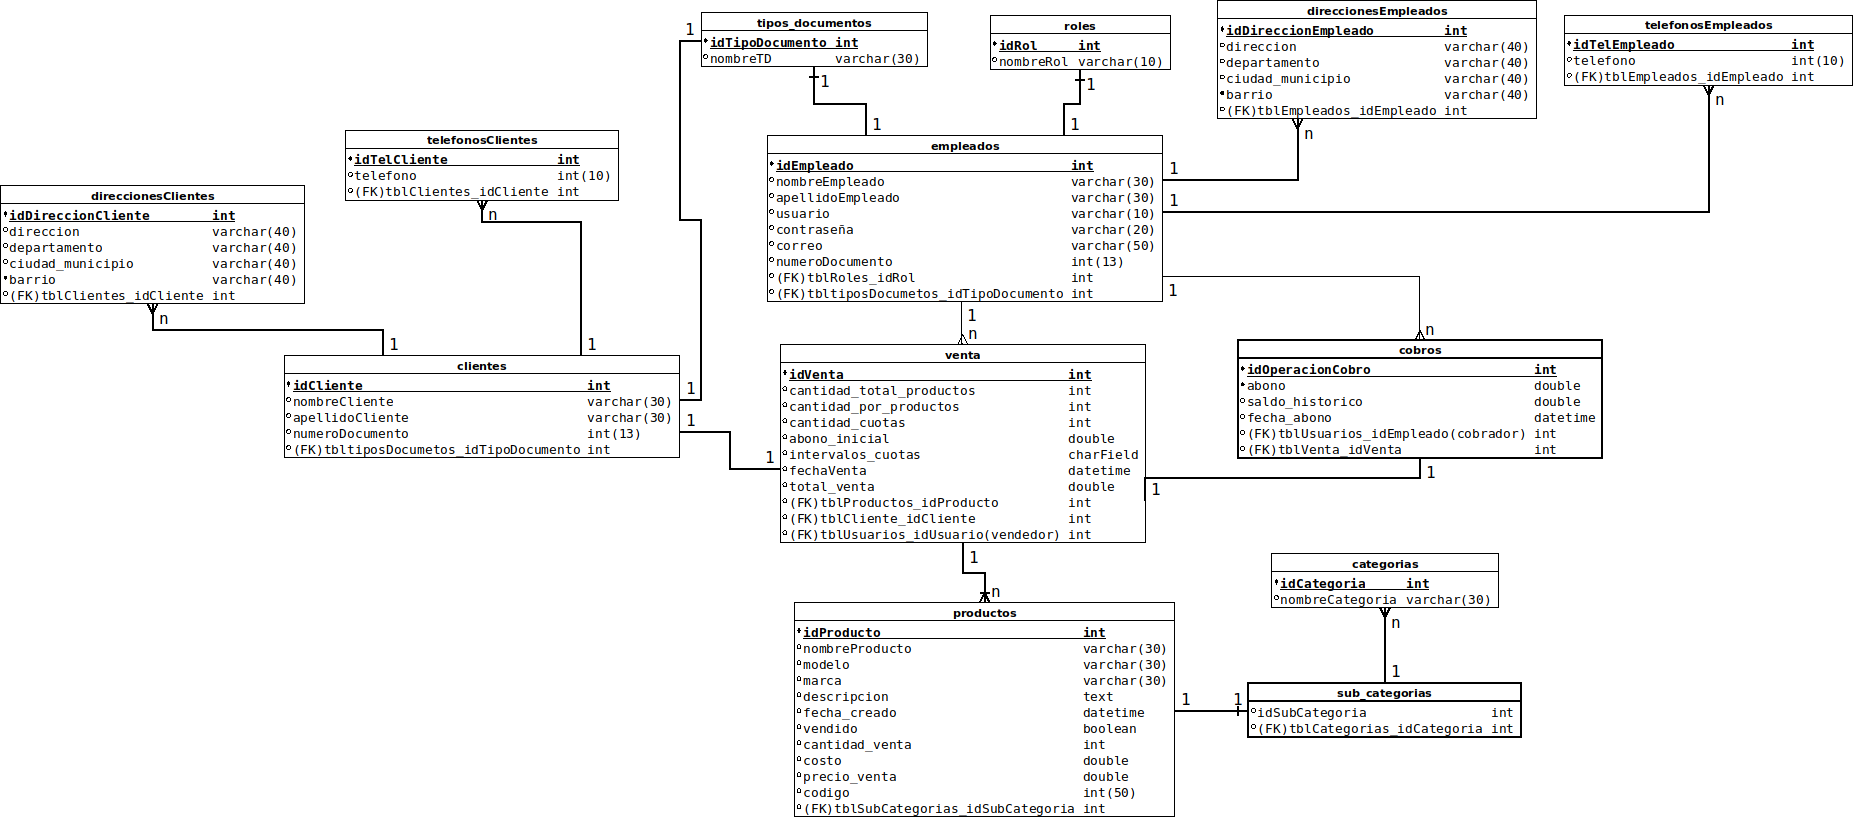 tipos_documentos
idTipoDocumento int
nombreTD varchar(30)
1
1
1
roles
idRol int
nombreRol varchar(10)
1
1
direccionesEmpleados
idDireccionEmpleado int
direccion varchar(40)
departamento varchar(40)
ciudad_municipio varchar(40)
barrio varchar(40)
(FK)tblEmpleados_idEmpleado int
n
telefonosEmpleados
idTelEmpleado int
telefono int(10)
(FK)tblEmpleados_idEmpleado int
n
telefonosClientes
idTelCliente int
telefono int(10)
(FK)tblClientes_idCliente int
n
direccionesClientes
idDireccionCliente int
direccion varchar(40)
departamento varchar(40)
ciudad_municipio varchar(40)
barrio varchar(40)
(FK)tblClientes_idCliente int
n
1
1
empleados
idEmpleado int
nombreEmpleado varchar(30)
apellidoEmpleado varchar(30)
usuario varchar(10)
contraseña varchar(20)
correo varchar(50)
numeroDocumento int(13)
(FK)tblRoles_idRol int
(FK)tbltiposDocumetos_idTipoDocumento int
1
1
1
1
n
n
clientes
idCliente int
nombreCliente varchar(30)
apellidoCliente varchar(30)
numeroDocumento int(13)
(FK)tbltiposDocumetos_idTipoDocumento int
1
1
1
venta
idVenta int
cantidad_total_productos int
cantidad_por_productos int
cantidad_cuotas int
abono_inicial double
intervalos_cuotas charField
fechaVenta datetime
total_venta double
(FK)tblProductos_idProducto int
(FK)tblCliente_idCliente int
(FK)tblUsuarios_idUsuario(vendedor) int
cobros
idOperacionCobro int
abono double
saldo_historico double
fecha_abono datetime
(FK)tblUsuarios_idEmpleado(cobrador) int
(FK)tblVenta_idVenta int
1
1
1
n
productos
idProducto int
nombreProducto varchar(30)
modelo varchar(30)
marca varchar(30)
descripcion text
fecha_creado datetime
vendido boolean
cantidad_venta int
costo double
precio_venta double
codigo int(50)
(FK)tblSubCategorias_idSubCategoria int
categorias
idCategoria int
nombreCategoria varchar(30)
n
1
1 1
sub_categorias
idSubCategoria int
(FK)tblCategorias_idCategoria int